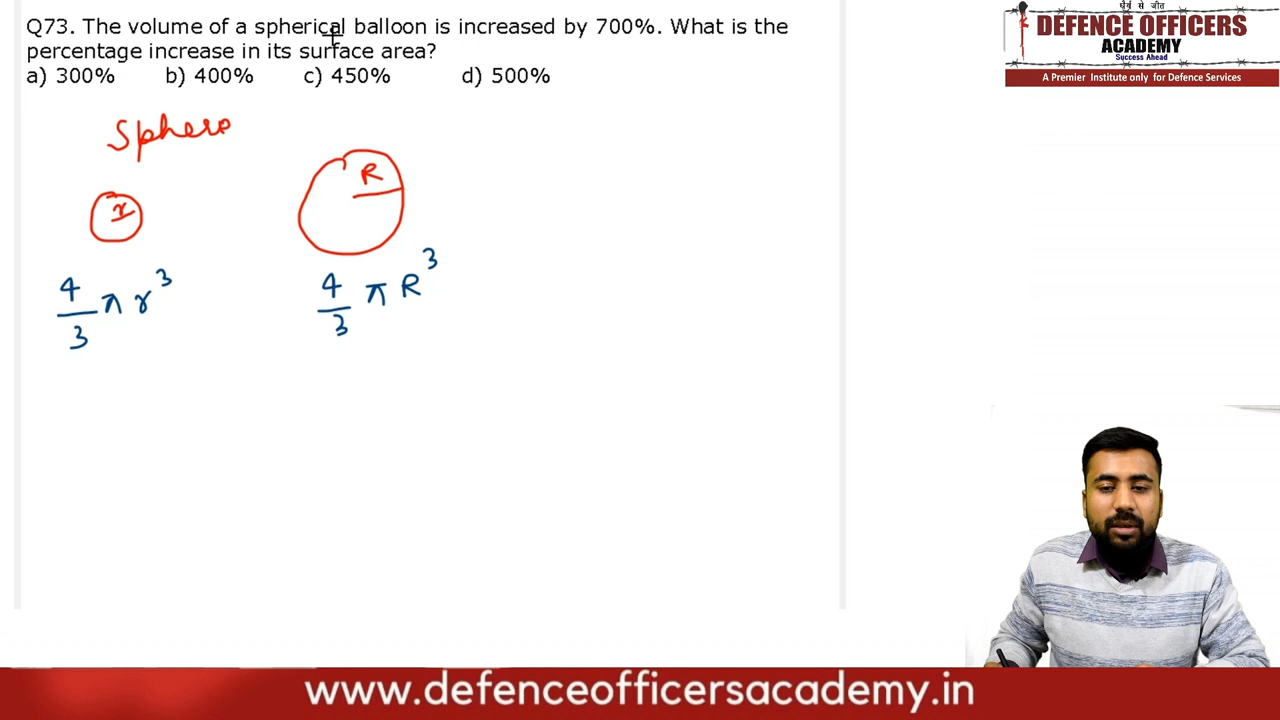 Q73. The volume of a spherical balloon is increased by 700%. What is the
percentage increase in its surface area?
a) 300% b) 400% c) 450% d) 500%
Sphere
r R
4/3 π r³ 4/3 π R³
धैर्य से जीत
DEFENCE OFFICERS
ACADEMY
Success Ahead
A Premier Institute only for Defence Services
www.defenceofficersacademy.in